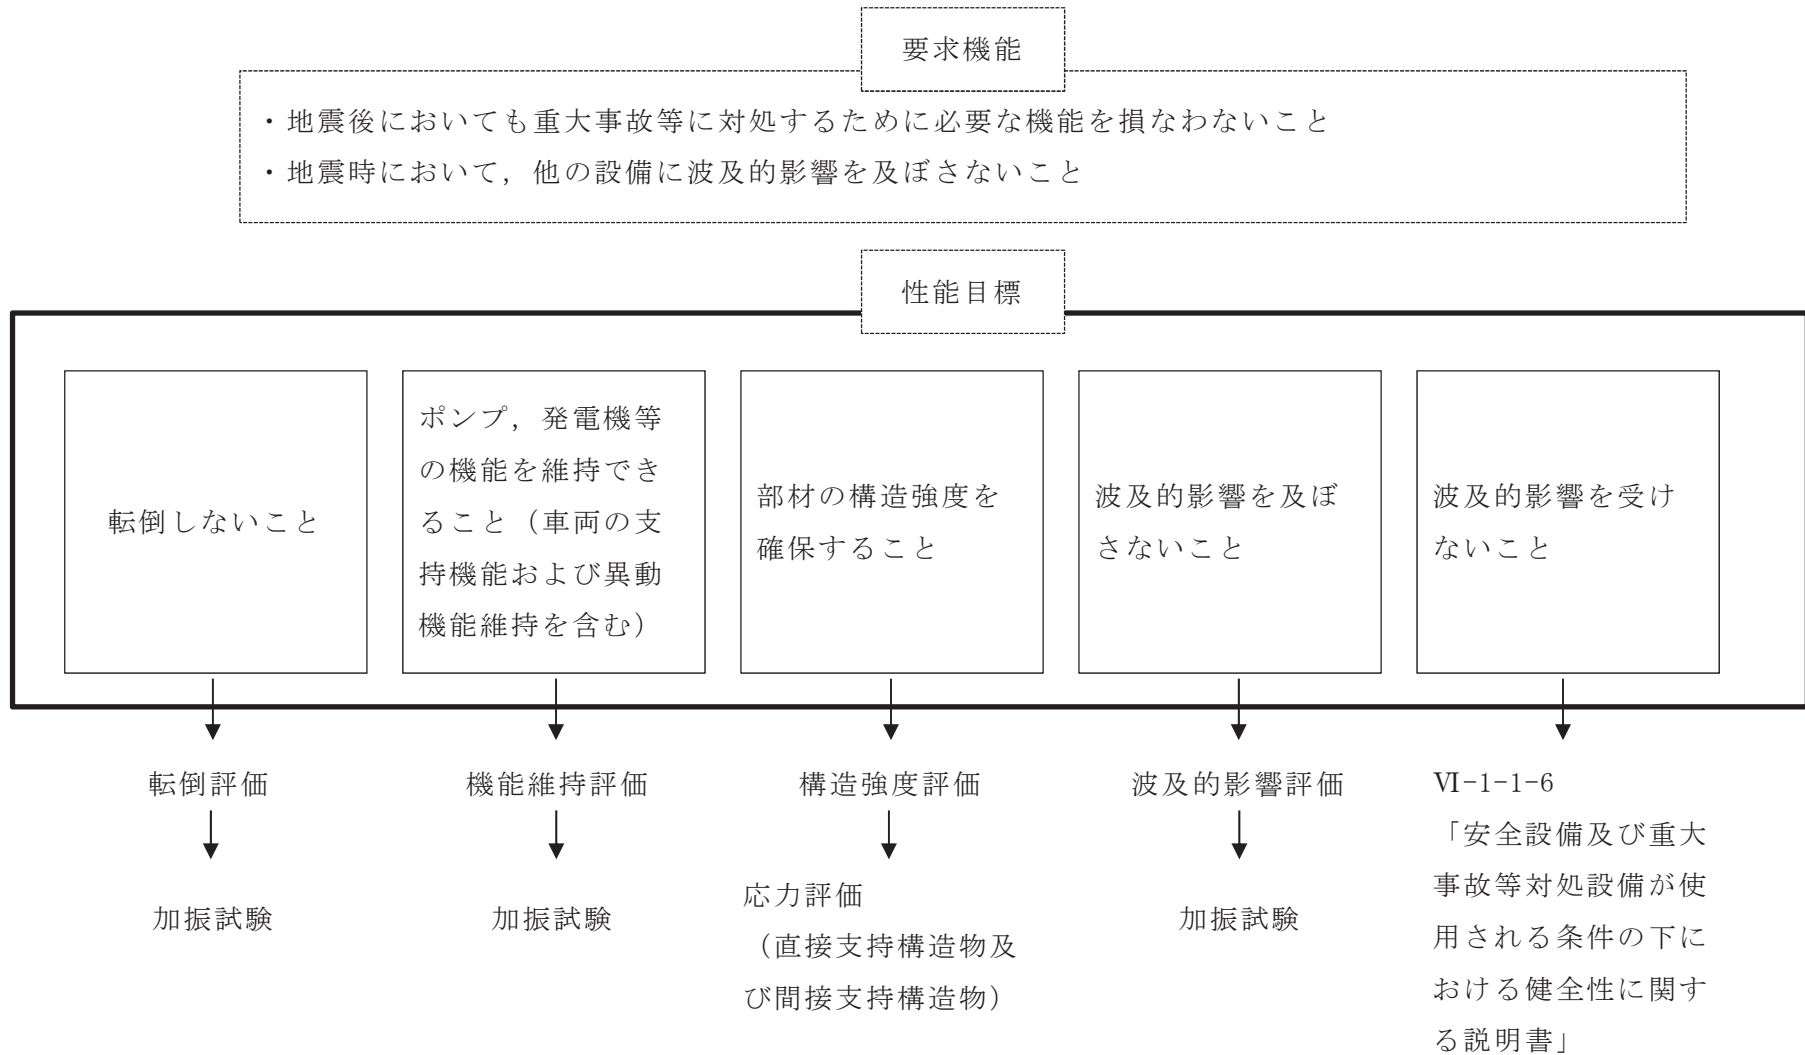 要求機能
・地震後においても重大事故等に対処するために必要な機能を損なわないこと
・地震時において，他の設備に波及的影響を及ぼさないこと
性能目標
転倒しないこと
ポンプ，発電機等
の機能を維持でき
ること（車両の支
持機能および異動
機能維持を含む）
部材の構造強度を
確保すること
波及的影響を及ぼ
さないこと
波及的影響を受け
ないこと
転倒評価
機能維持評価
構造強度評価
波及的影響評価
Ⅵ-1-1-6
「安全設備及び重大
事故等対処設備が使
用される条件の下に
おける健全性に関す
る説明書」
加振試験
加振試験
応力評価
（直接支持構造物及
び間接支持構造物）
加振試験